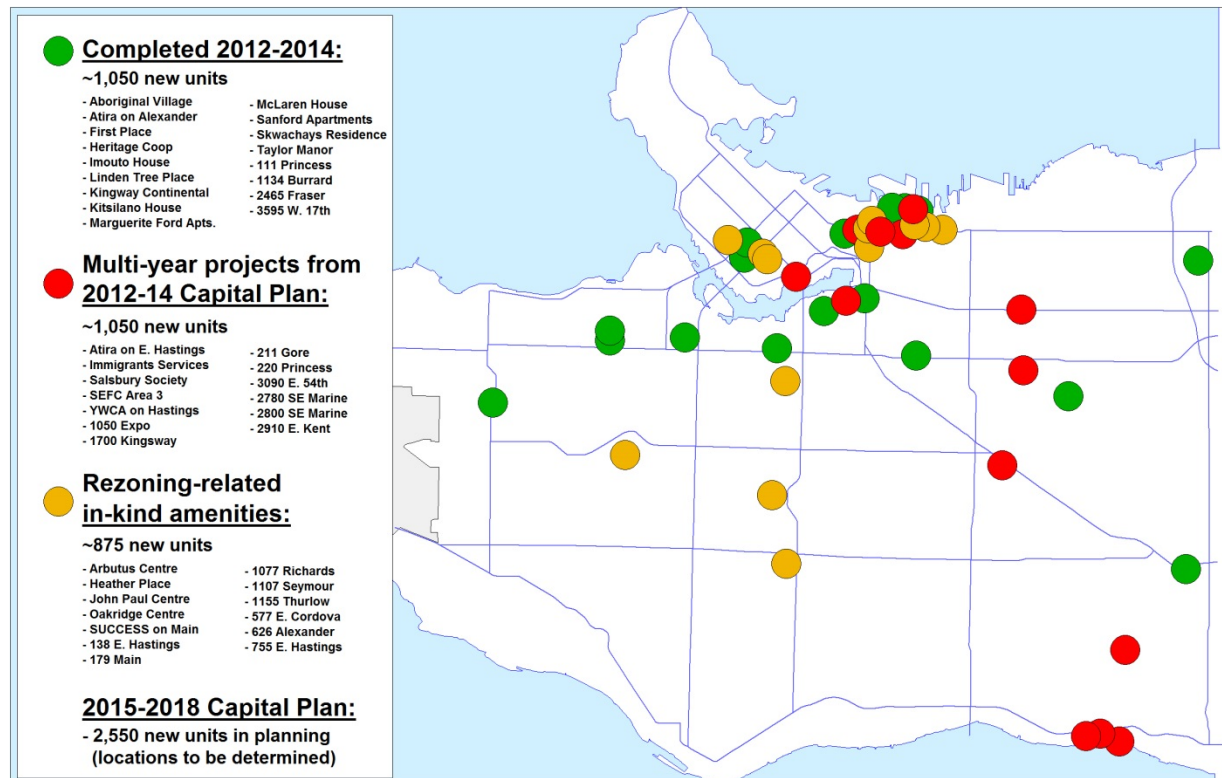 Completed 2012-2014:
~1,050 new units
- Aboriginal Village
- Atira on Alexander
- First Place
- Heritage Coop
- Imouto House
- Linden Tree Place
- Kingway Continental
- Kitsilano House
- Marguerite Ford Apts.
- McLaren House
- Sanford Apartments
- Skwachays Residence
- Taylor Manor
- 111 Princess
- 1134 Burrard
- 2465 Fraser
- 3595 W. 17th
Multi-year projects from
2012-14 Capital Plan:
~1,050 new units
- Atira on E. Hastings
- Immigrants Services
- Salsbury Society
- SEFC Area 3
- YWCA on Hastings
- 1050 Expo
- 1700 Kingsway
- 211 Gore
- 220 Princess
- 3090 E. 54th
- 2780 SE Marine
- 2800 SE Marine
- 2910 E. Kent
Rezoning-related
in-kind amenities:
~875 new units
- Arbutus Centre
- Heather Place
- John Paul Centre
- Oakridge Centre
- SUCCESS on Main
- 138 E. Hastings
- 179 Main
- 1077 Richards
- 1107 Seymour
- 1155 Thurlow
- 577 E. Cordova
- 626 Alexander
- 755 E. Hastings
2015-2018 Capital Plan:
- 2,550 new units in planning
(locations to be determined)